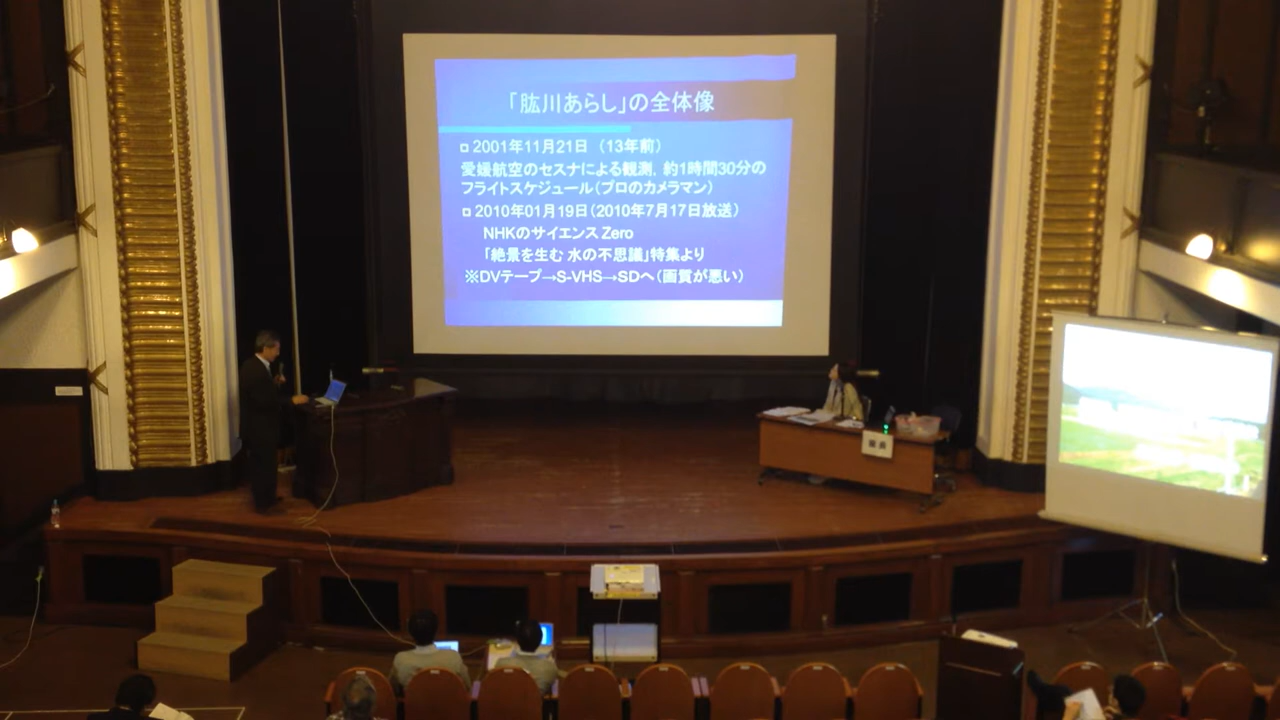 「肱川あらし」の全体像
▫ 2001年11月21日 (13年前)
愛媛航空のセスナによる観測, 約1時間30分の
フライトスケジュール(プロのカメラマン)
▫ 2010年01月19日(2010年7月17日放送)
NHKのサイエンス Zero
「絶景を生む 水の不思議」特集より
※DVテープ→S-VHS→SDへ(画質が悪い)